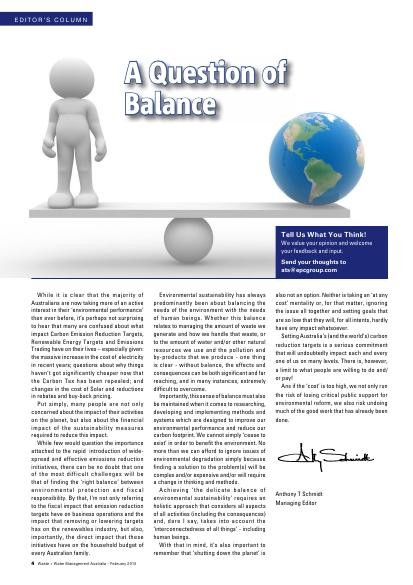 EDITOR'S COLUMN
A Question of
Balance
Tell Us What You Think!
We value your opinion and welcome
your feedback and input.
Send your thoughts to
ats@epcgroup.com
While it is clear that the majority of
Australians are now taking more of an active
interest in their 'environmental performance'
then ever before, it's perhaps not surprising
to hear that many are confused about what
impact Carbon Emission Reduction Targets,
Renewable Energy Targets and Emissions
Trading have on their lives – especially given:
the massive increase in the cost of electricity
in recent years; questions about why things
haven't got significantly cheaper now that
the Carbon Tax has been repealed; and
changes in the cost of Solar and reductions
in rebates and buy-back pricing.
Put simply, many people are not only
concerned about the impact of their activities
on the planet, but also about the financial
impact of the sustainability measures
required to reduce this impact.
While few would question the importance
attached to the rapid introduction of wide-
spread and effective emissions reduction
initiatives, there can be no doubt that one
of the most difficult challenges will be
that of finding the 'right balance' between
environmental protection and fiscal
responsibility. By that, I'm not only referring
to the fiscal impact that emission reduction
targets have on business operations and the
impact that removing or lowering targets
has on the renewables industry, but also,
importantly, the direct impact that these
initiatives have on the household budget of
every Australian family.
Environmental sustainability has always
predominantly been about balancing the
needs of the environment with the needs
of human beings. Whether this balance
relates to managing the amount of waste we
generate and how we handle that waste, or
to the amount of water and/or other natural
resources we use and the pollution and
by-products that we produce - one thing
is clear - without balance, the effects and
consequences can be both significant and far
reaching, and in many instances, extremely
difficult to overcome.
Importantly, this sense of balance must also
be maintained when it comes to researching,
developing and implementing methods and
systems which are designed to improve our
environmental performance and reduce our
carbon footprint. We cannot simply 'cease to
exist' in order to benefit the environment. No
more than we can afford to ignore issues of
environmental degradation simply because
finding a solution to the problem(s) will be
complex and/or expensive and/or will require
a change in thinking and methods.
Achieving 'the delicate balance of
environmental sustainability' requires an
holistic approach that considers all aspects
of all activities (including the consequences)
and, dare I say, takes into account the
'interconnectedness of all things' - including
human beings.
With that in mind, it's also important to
remember that 'shutting down the planet' is
also not an option. Neither is taking an 'at any
cost' mentality or, for that matter, ignoring
the issue all together and setting goals that
are so low that they will, for all intents, hardly
have any impact whatsoever.
Setting Australia's (and the world's) carbon
reduction targets is a serious commitment
that will undoubtedly impact each and every
one of us on many levels. There is, however,
a limit to what people are willing to do and/
or pay!
Ans if the 'cost' is too high, we not only run
the risk of losing critical public support for
environmental reform, we also risk undoing
much of the good work that has already been
done.
Anthony T Schmidt
Managing Editor
6 Waste + Water Management Australia - February 2015